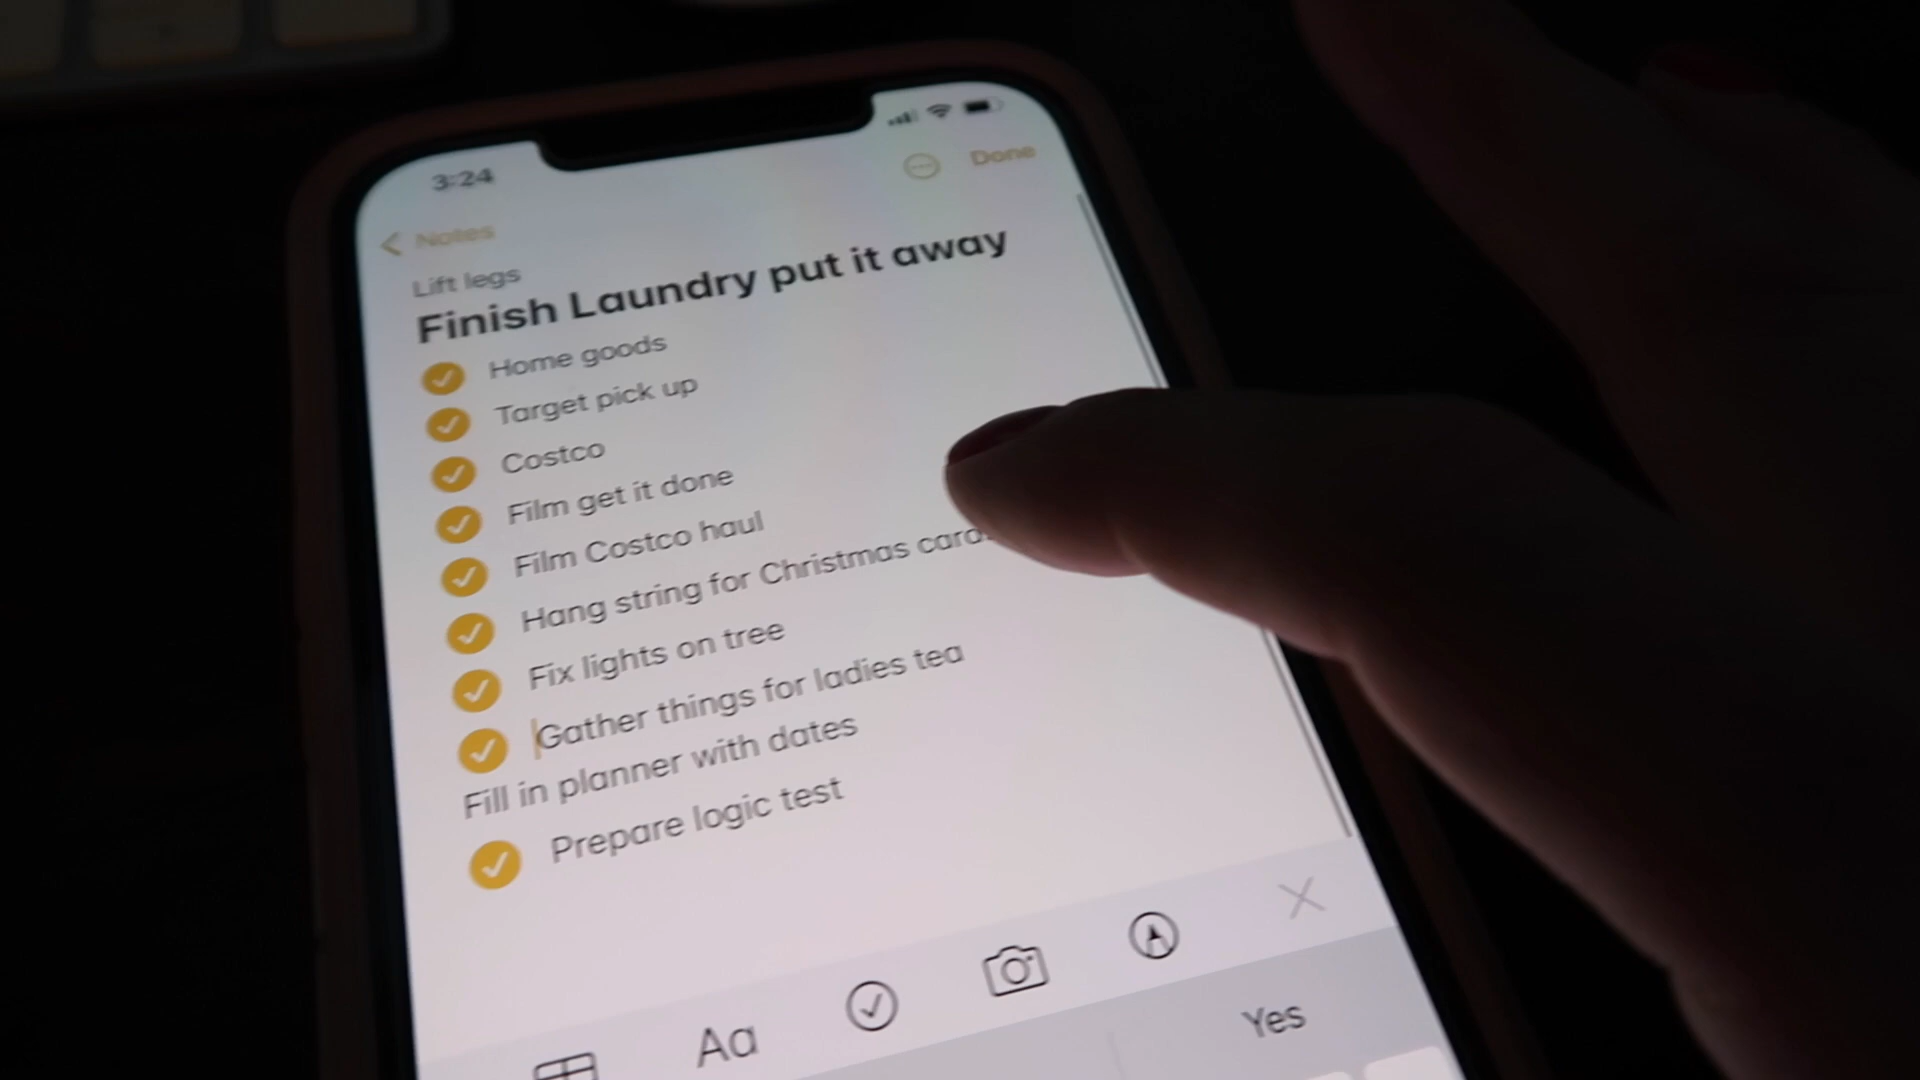 3:24
Done
Notes
Lift legs
Finish Laundry put it away
Home goods
Target pick up
Costco
Film get it done
Film Costco haul
Hang string for Christmas cards
Fix lights on tree
Gather things for ladies tea
Fill in planner with dates
Prepare logic test
Aa
Yes